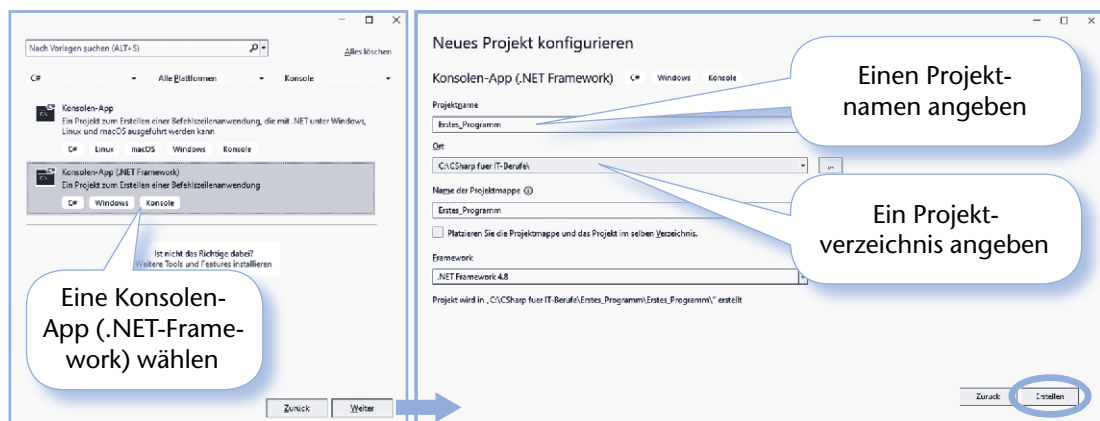 Nach Vorlagen suchen (ALT+S)
Alles löschen
C# Alle Plattformen Konsole
Konsolen-App
Ein Projekt zum Erstellen einer Befehlszeilenanwendung, die mit .NET unter Windows,
Linux und macOS ausgeführt werden kann
C# Linux macOS Windows Konsole
Konsolen-App (.NET Framework)
Ein Projekt zum Erstellen einer Befehlszeilenanwendung
C# Windows Konsole
Ist nicht das Richtige dabei?
Weitere Tools und Features installieren
Eine Konsolen-
App (.NET-Frame-
work) wählen
Zurück Weiter
Neues Projekt konfigurieren
Konsolen-App (.NET Framework) C# Windows Konsole
Projektname
Erstes_Programm
Ort
C:\CSharp fuer IT-Berufe\
...
Name der Projektmappe
Erstes_Programm
Platzieren Sie die Projektmappe und das Projekt im selben Verzeichnis.
Framework
.NET Framework 4.8
Projekt wird in „C:\CSharp fuer IT-Berufe\Erstes_Programm\Erstes_Programm\" erstellt
Einen Projekt-
namen angeben
Ein Projekt-
verzeichnis angeben
Zurück Erstellen